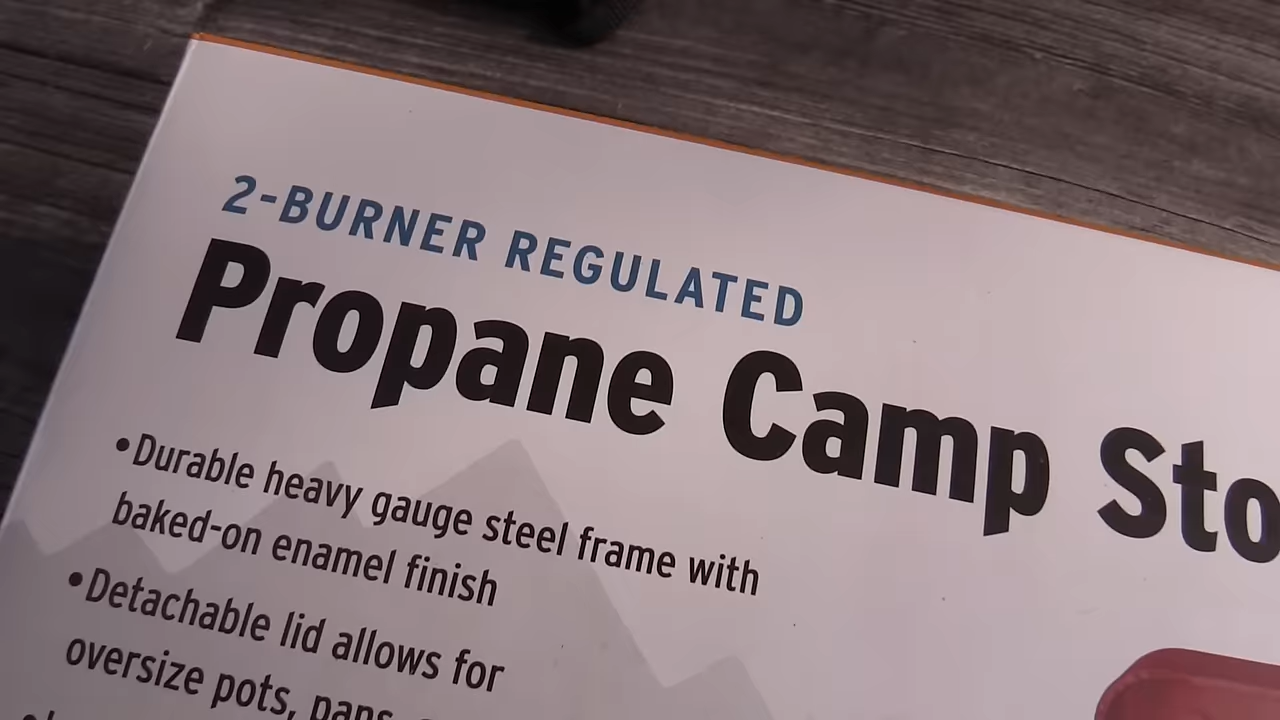 2-BURNER REGULATED
Propane Camp
•Durable heavy gauge steel frame with
baked-on enamel finish
•Detachable lid allows for
oversize pots, pans,